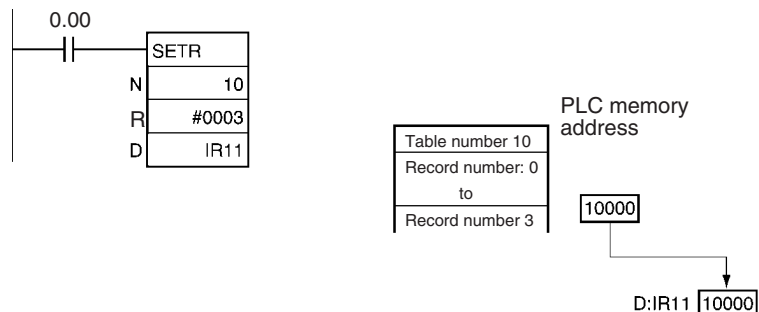 0.00
SETR
N 10
R #0003
D IR11
PLC memory
address
Table number 10
Record number: 0
to
Record number 3
10000
D:IR11 10000